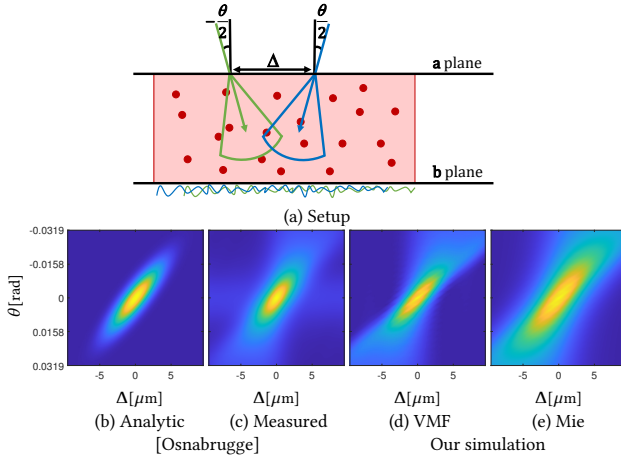 −θ/2 θ/2
Δ
a plane
b plane
(a) Setup
-0.0319
-0.0158
0
0.0158
0.0319
θ[rad]
-5 0 5 -5 0 5 -5 0 5 -5 0 5
Δ[μm] Δ[μm] Δ[μm] Δ[μm]
(b) Analytic (c) Measured (d) VMF (e) Mie
[Osnabrugge] Our simulation